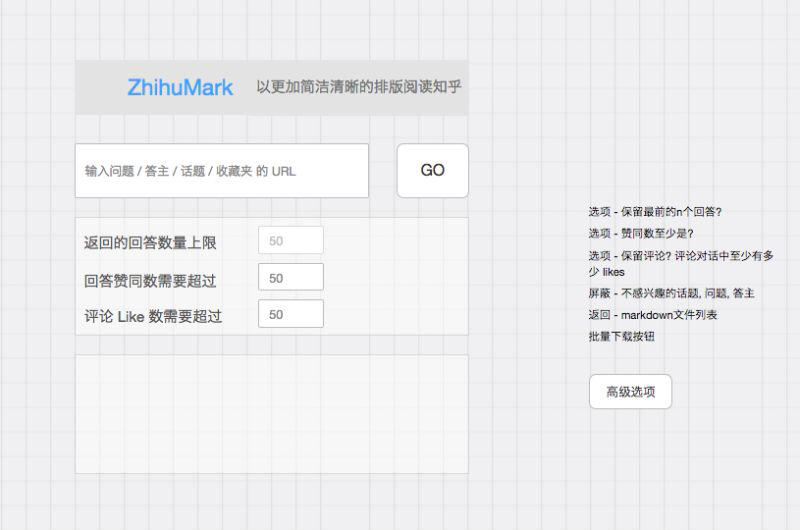 ZhihuMark 以更加简洁清晰的排版阅读知乎
输入问题 / 答主 / 话题 / 收藏夹 的 URL
GO
返回的回答数量上限 50
回答赞同数需要超过 50
评论 Like 数需要超过 50
选项 - 保留最前的n个回答?
选项 - 赞同数至少是?
选项 - 保留评论? 评论对话中至少有多
少 likes
屏蔽 - 不感兴趣的话题, 问题, 答主
返回 - markdown文件列表
批量下载按钮
高级选项